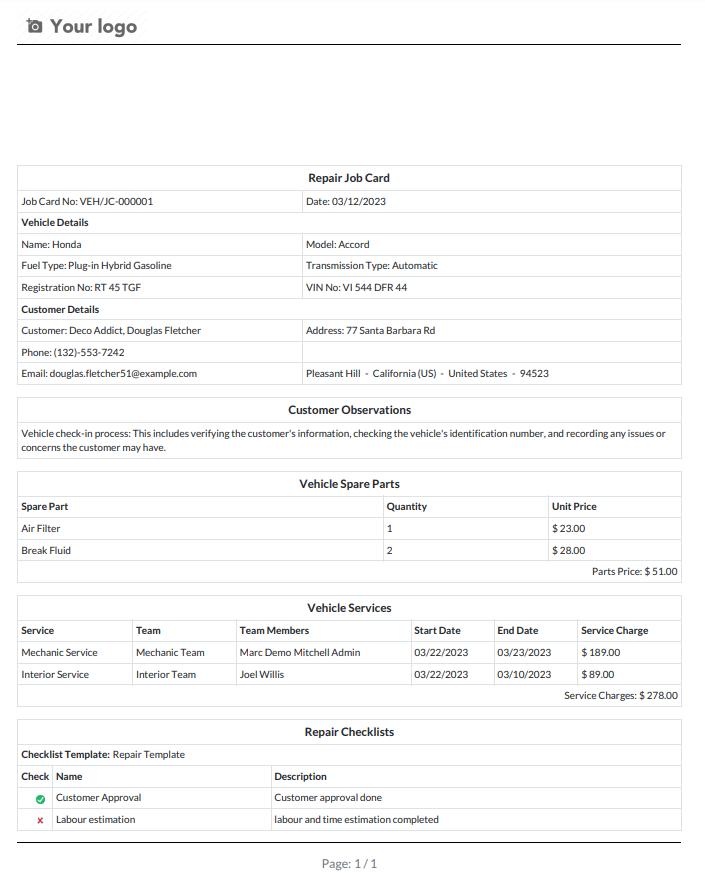 Your logo
Repair Job Card
Job Card No: VEH/JC-000001 Date: 03/12/2023
Vehicle Details
Name: Honda Model: Accord
Fuel Type: Plug-in Hybrid Gasoline Transmission Type: Automatic
Registration No: RT 45 TGF VIN No: VI 544 DFR 44
Customer Details
Customer: Deco Addict, Douglas Fletcher Address: 77 Santa Barbara Rd
Phone: (132)-553-7242
Email: douglas.fletcher51@example.com Pleasant Hill - California (US) - United States - 94523
Customer Observations
Vehicle check-in process: This includes verifying the customer's information, checking the vehicle's identification number, and recording any issues or
concerns the customer may have.
Vehicle Spare Parts
Spare Part Quantity Unit Price
Air Filter 1 $ 23.00
Break Fluid 2 $ 28.00
Parts Price: $ 51.00
Vehicle Services
Service Team Team Members Start Date End Date Service Charge
Mechanic Service Mechanic Team Marc Demo Mitchell Admin 03/22/2023 03/23/2023 $ 189.00
Interior Service Interior Team Joel Willis 03/22/2023 03/10/2023 $ 89.00
Service Charges: $ 278.00
Repair Checklists
Checklist Template: Repair Template
Check Name Description
Customer Approval Customer approval done
Labour estimation labour and time estimation completed
Page: 1 / 1